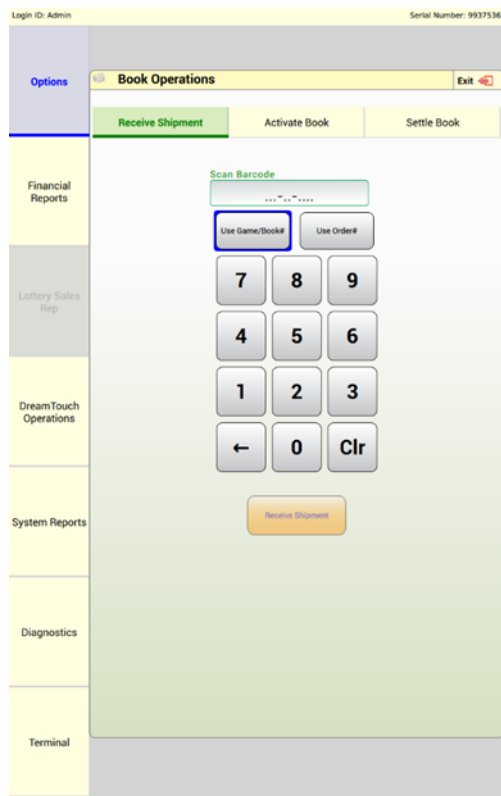 Login ID: Admin
Serial Number: 9937536
Options
Book Operations
Exit
Receive Shipment
Activate Book
Settle Book
Scan Barcode
...-..-....
Use Game/Book#
Use Order#
7 8 9
4 5 6
1 2 3
← 0 Clr
Receive Shipment
Financial
Reports
Lottery Sales
Rep
DreamTouch
Operations
System Reports
Diagnostics
Terminal